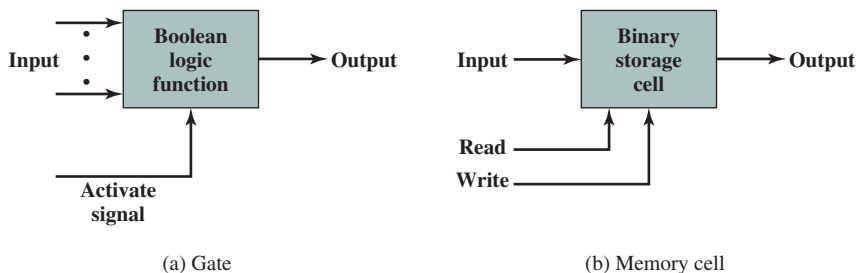 Input
Boolean
logic
function
Output
Activate
signal
(a) Gate
Input
Binary
storage
cell
Output
Read
Write
(b) Memory cell